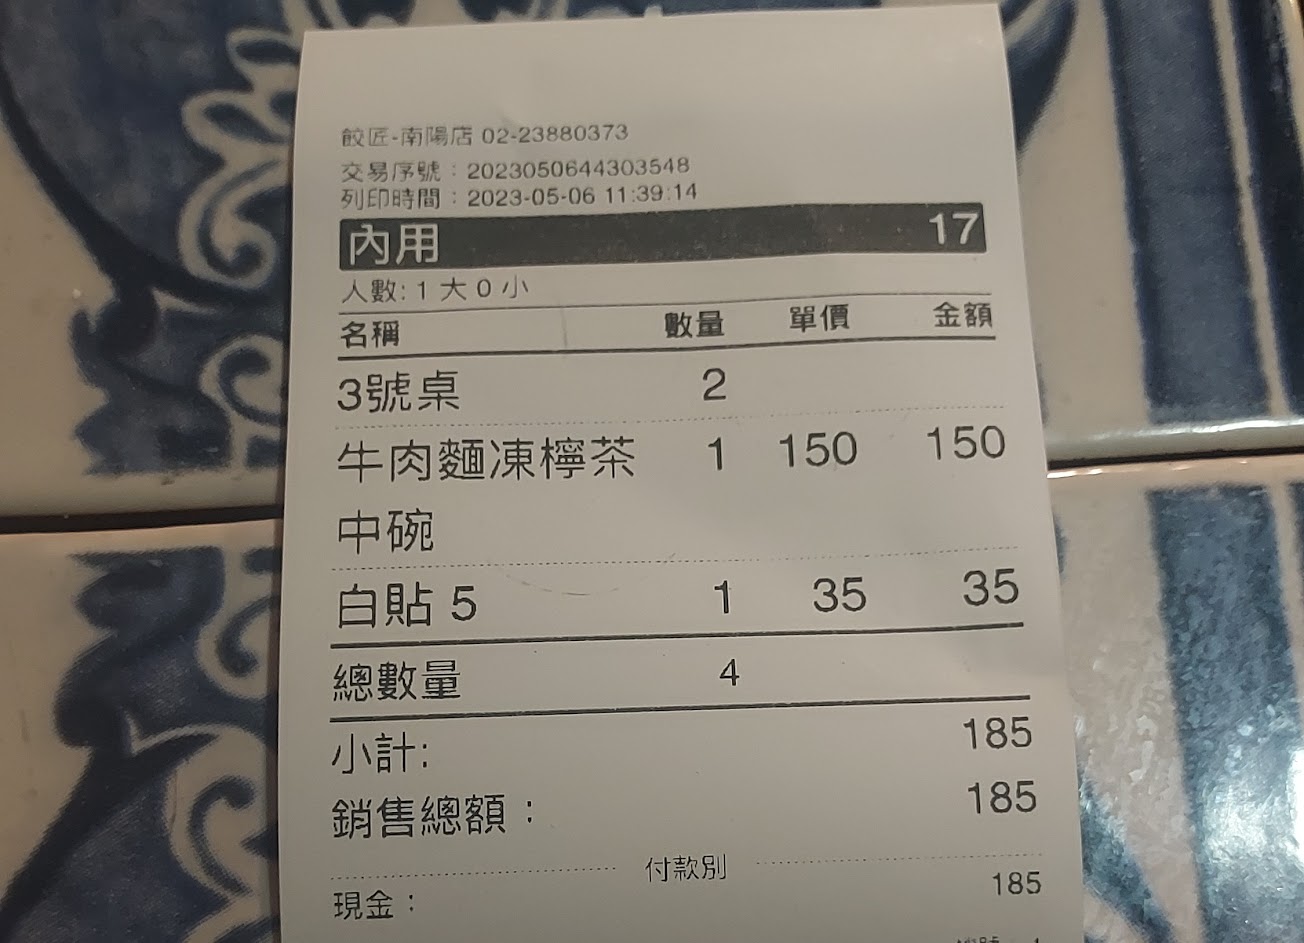 餃匠-南陽店 02-23880373
交易序號：2023050644303548
列印時間：2023-05-06 11:39:14
內用 17
人數: 1 大 0 小
名稱 數量 單價 金額
3號桌 2
牛肉麵凍檸茶 1 150 150
中碗
白貼 5 1 35 35
總數量 4
小計: 185
銷售總額： 185
付款別
現金： 185